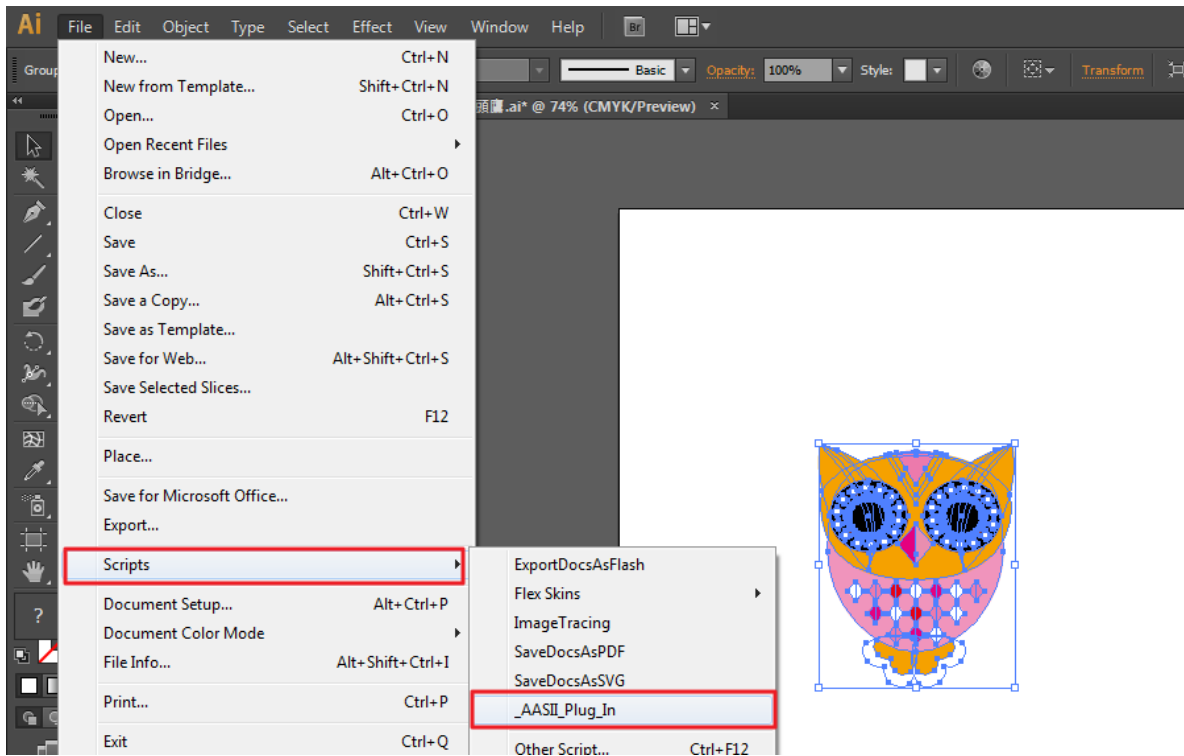 Ai File Edit Object Type Select Effect View Window Help Br
Group Basic Opacity: 100% Style: Transform
頭鷹.ai* @ 74% (CMYK/Preview) ×
New... Ctrl+N
New from Template... Shift+Ctrl+N
Open... Ctrl+O
Open Recent Files
Browse in Bridge... Alt+Ctrl+O
Close Ctrl+W
Save Ctrl+S
Save As... Shift+Ctrl+S
Save a Copy... Alt+Ctrl+S
Save as Template...
Save for Web... Alt+Shift+Ctrl+S
Save Selected Slices...
Revert F12
Place...
Save for Microsoft Office...
Export...
Scripts
Document Setup... Alt+Ctrl+P
Document Color Mode
File Info... Alt+Shift+Ctrl+I
Print... Ctrl+P
Exit Ctrl+Q
ExportDocsAsFlash
Flex Skins
ImageTracing
SaveDocsAsPDF
SaveDocsAsSVG
_AASII_Plug_In
Other Script... Ctrl+F12
?